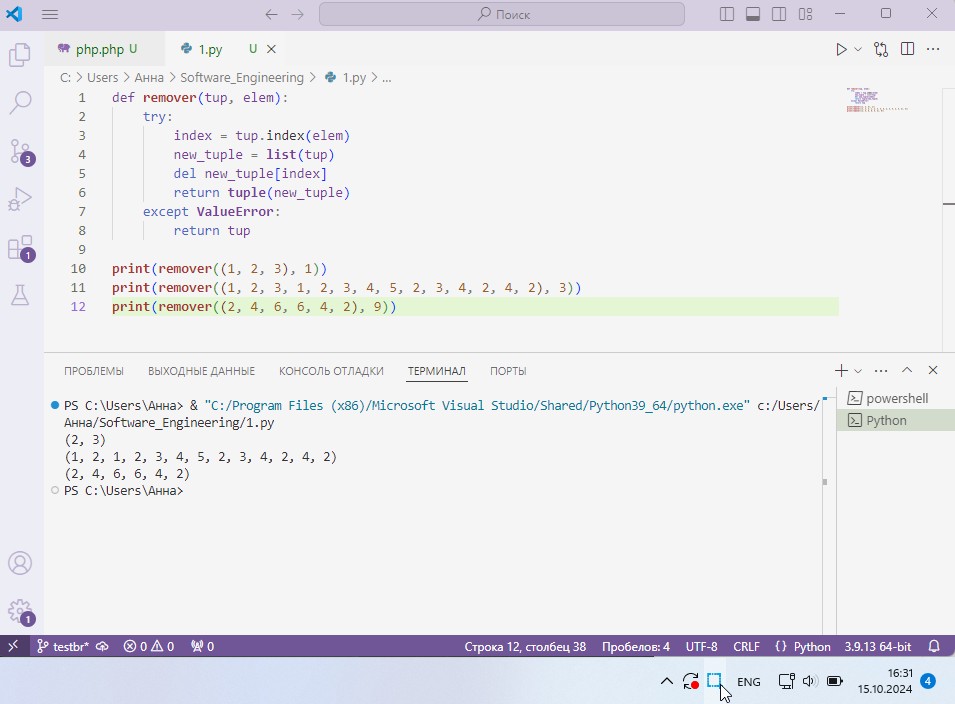 Поиск
php.php U
1.py U
C: > Users > Анна > Software_Engineering > 1.py > ...
1 def remover(tup, elem):
2 try:
3 index = tup.index(elem)
4 new_tuple = list(tup)
5 del new_tuple[index]
6 return tuple(new_tuple)
7 except ValueError:
8 return tup
9
10 print(remover((1, 2, 3), 1))
11 print(remover((1, 2, 3, 1, 2, 3, 4, 5, 2, 3, 4, 2, 4, 2), 3))
12 print(remover((2, 4, 6, 6, 4, 2), 9))
3
1
ПРОБЛЕМЫ ВЫХОДНЫЕ ДАННЫЕ КОНСОЛЬ ОТЛАДКИ ТЕРМИНАЛ ПОРТЫ
PS C:\Users\Анна> & "C:/Program Files (x86)/Microsoft Visual Studio/Shared/Python39_64/python.exe" c:/Users/
Анна/Software_Engineering/1.py
(2, 3)
(1, 2, 1, 2, 3, 4, 5, 2, 3, 4, 2, 4, 2)
(2, 4, 6, 6, 4, 2)
PS C:\Users\Анна>
powershell
Python
1
testbr* 0 0 0 Строка 12, столбец 38 Пробелов: 4 UTF-8 CRLF {} Python 3.9.13 64-bit
ENG
16:31
15.10.2024
4